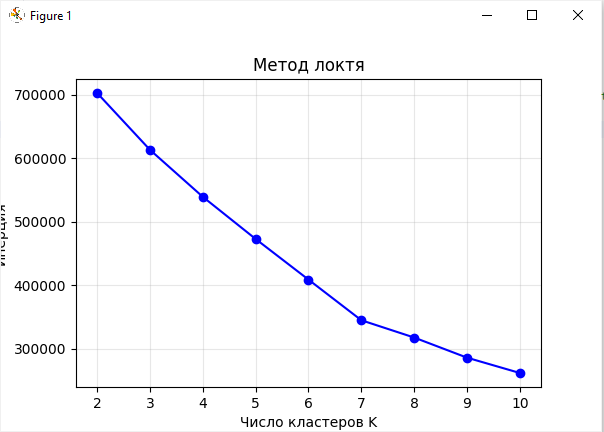 Figure 1
Метод локтя
700000
600000
500000
400000
300000
Инерция
2 3 4 5 6 7 8 9 10
Число кластеров K